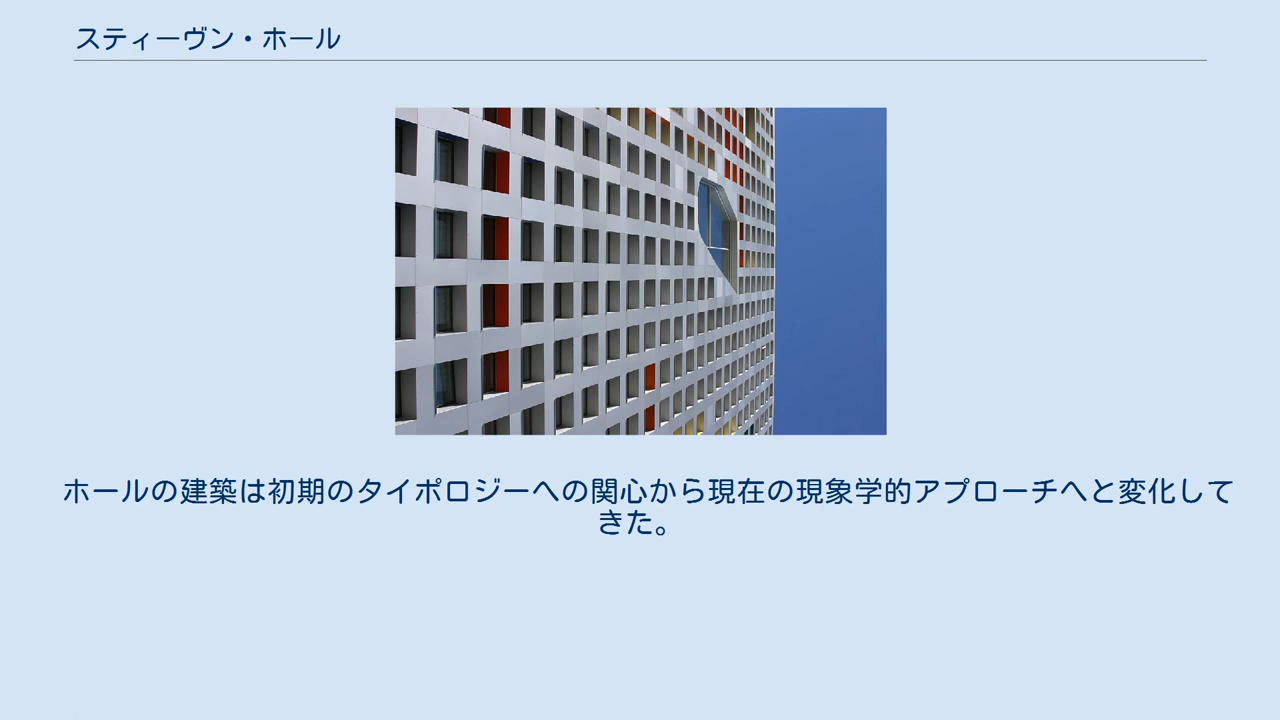 スティーヴン・ホール
ホールの建築は初期のタイポロジーへの関心から現在の現象学的アプローチへと変化して
きた。